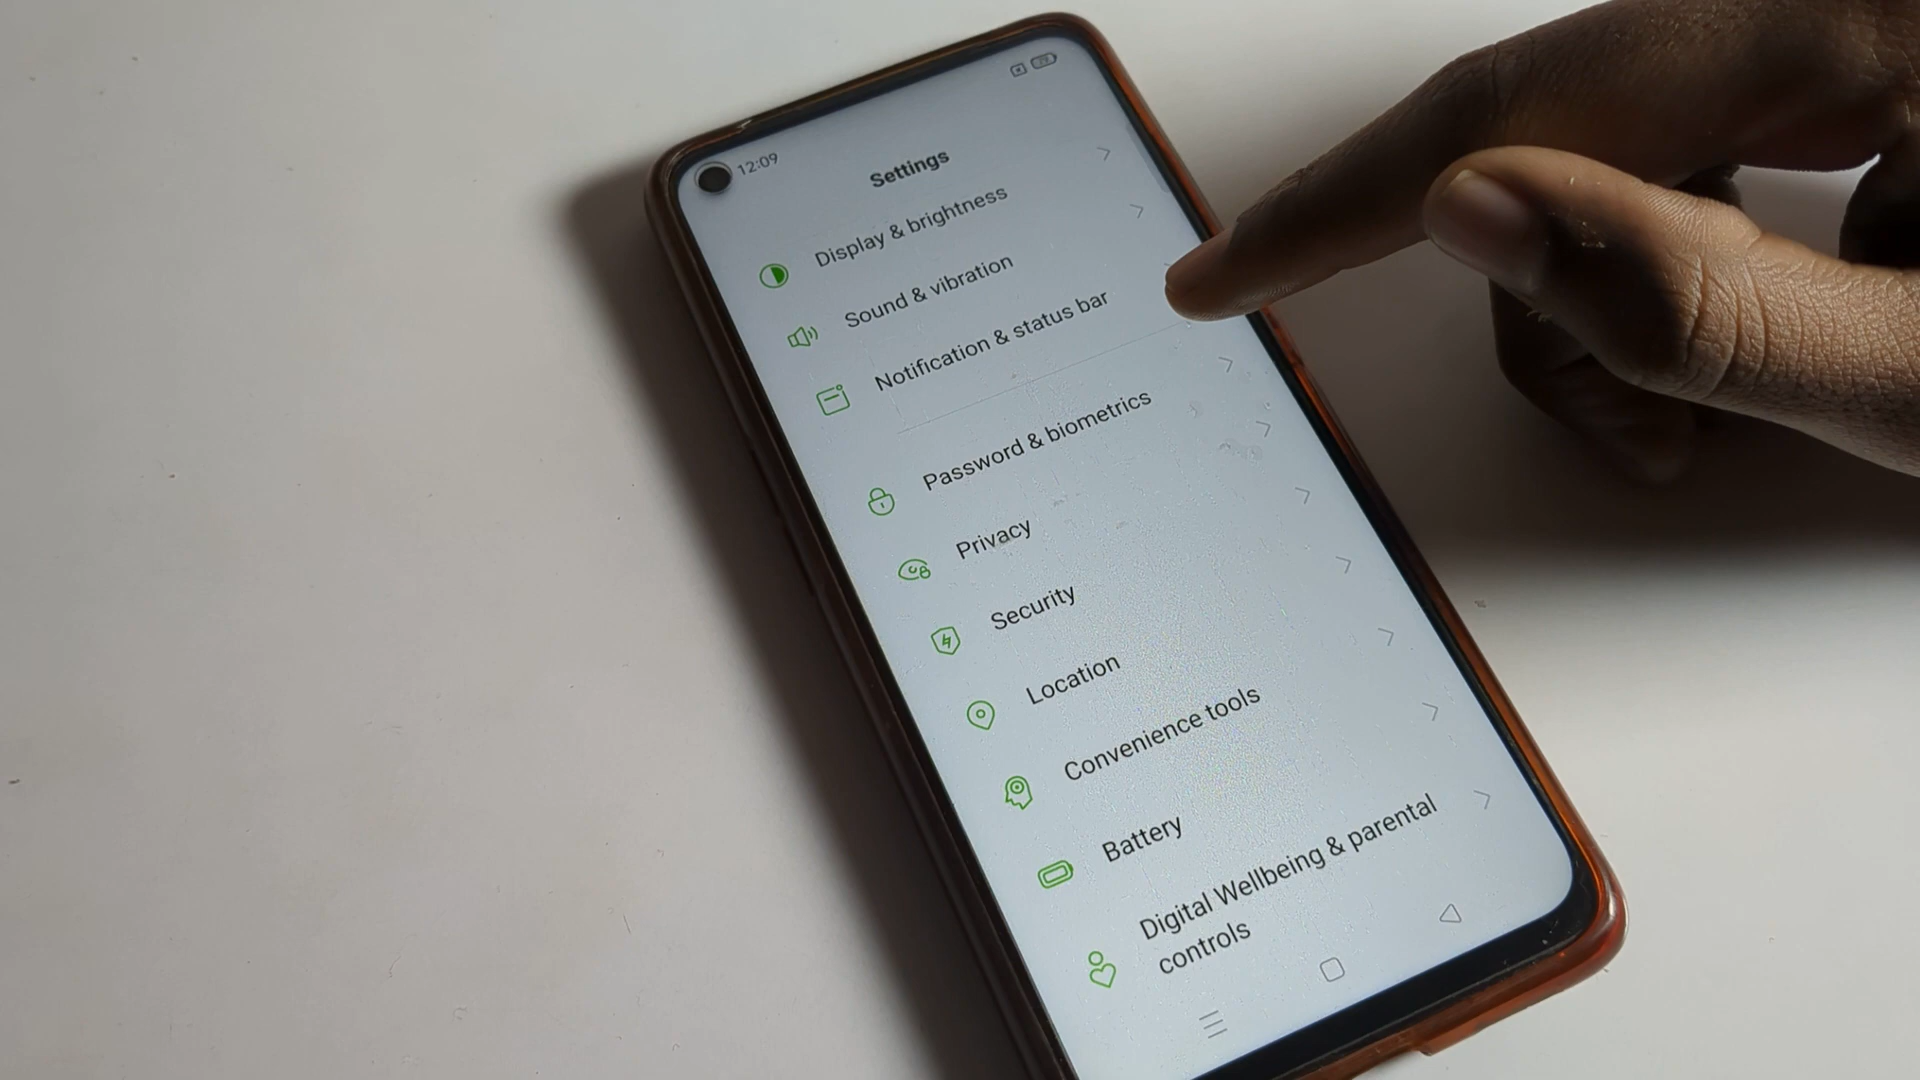 12:09
Settings
Display & brightness
Sound & vibration
Notification & status bar
Password & biometrics
Privacy
Security
Location
Convenience tools
Battery
Digital Wellbeing & parental
controls